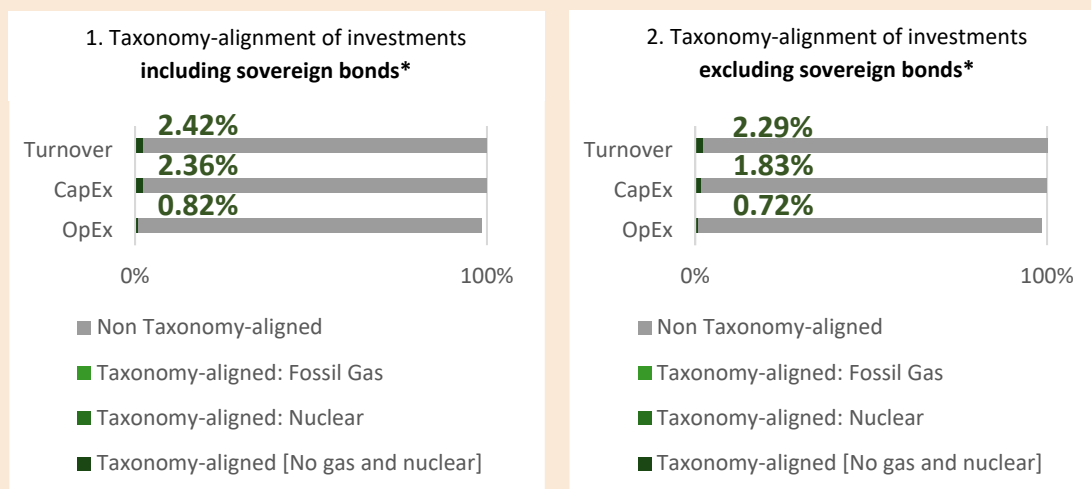 1. Taxonomy-alignment of investments
including sovereign bonds*
2.42%
Turnover
2.36%
CapEx
0.82%
OpEx
0%
100%
Non Taxonomy-aligned
Taxonomy-aligned: Fossil Gas
Taxonomy-aligned: Nuclear
Taxonomy-aligned [No gas and nuclear]
2. Taxonomy-alignment of investments
excluding sovereign bonds*
2.29%
Turnover
1.83%
CapEx
0.72%
OpEx
0%
100%
Non Taxonomy-aligned
Taxonomy-aligned: Fossil Gas
Taxonomy-aligned: Nuclear
Taxonomy-aligned [No gas and nuclear]